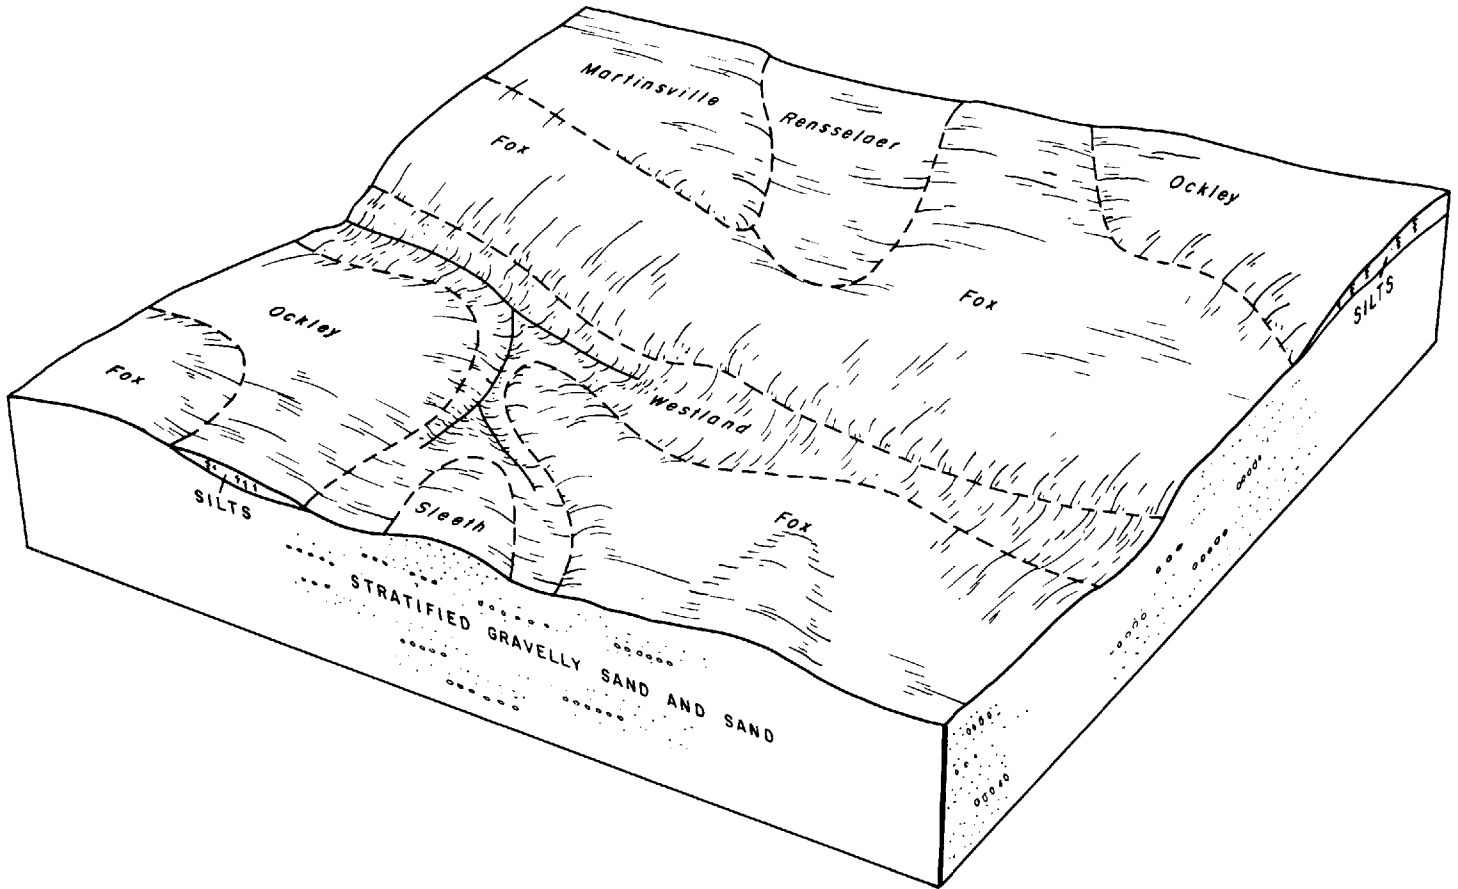 Martinsville
Rensselaer
Fox
Ockley
Fox
SILTS
Ockley
Fox
Westland
SILTS
Sleeth
Fox
STRATIFIED GRAVELLY SAND AND SAND